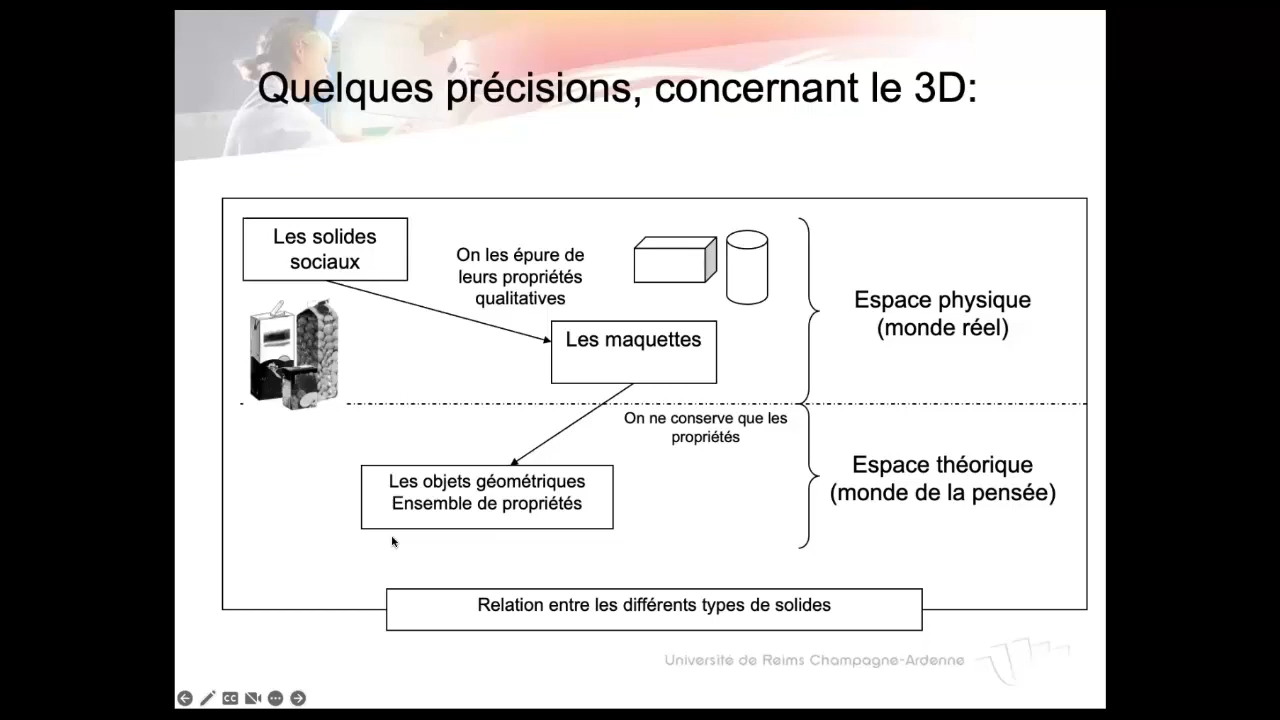 Quelques précisions, concernant le 3D:
Les solides
sociaux
On les épure de
leurs propriétés
qualitatives
Les maquettes
Espace physique
(monde réel)
On ne conserve que les
propriétés
Les objets géométriques
Ensemble de propriétés
Espace théorique
(monde de la pensée)
Relation entre les différents types de solides
Université de Reims Champagne-Ardenne
CC